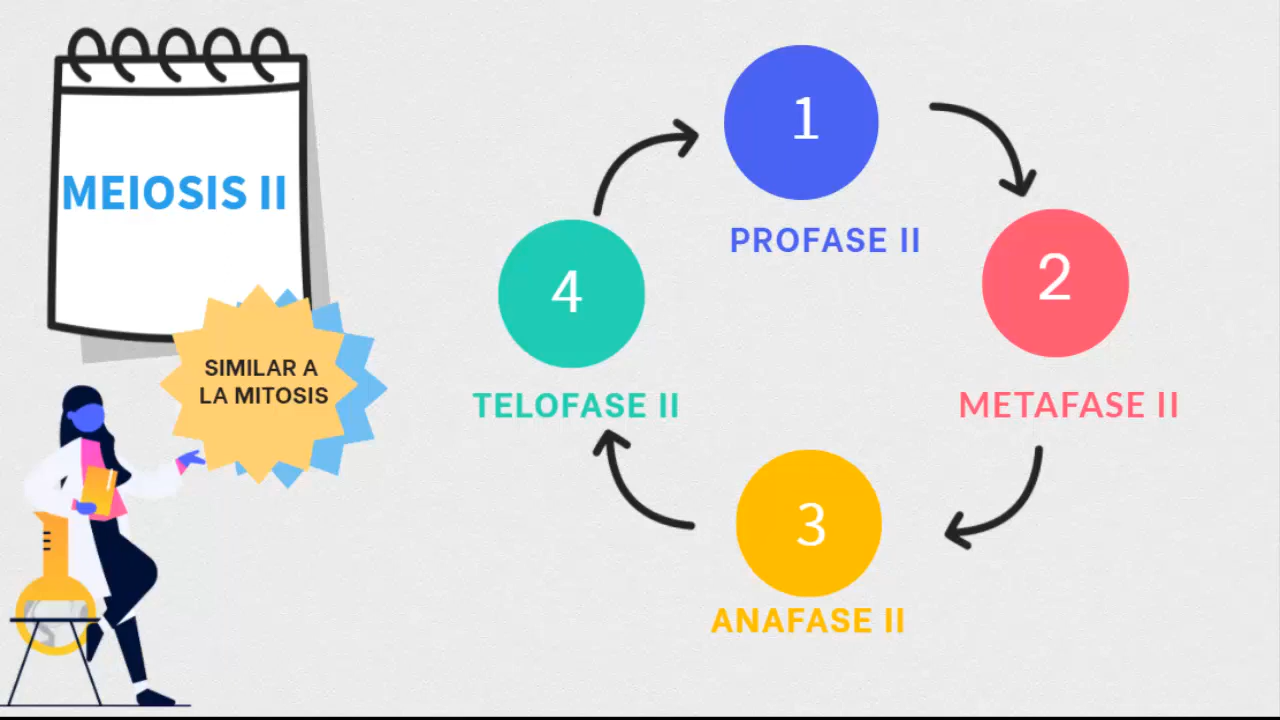 MEIOSIS II
SIMILAR A
LA MITOSIS
1
PROFASE II
2
METAFASE II
3
ANAFASE II
4
TELOFASE II